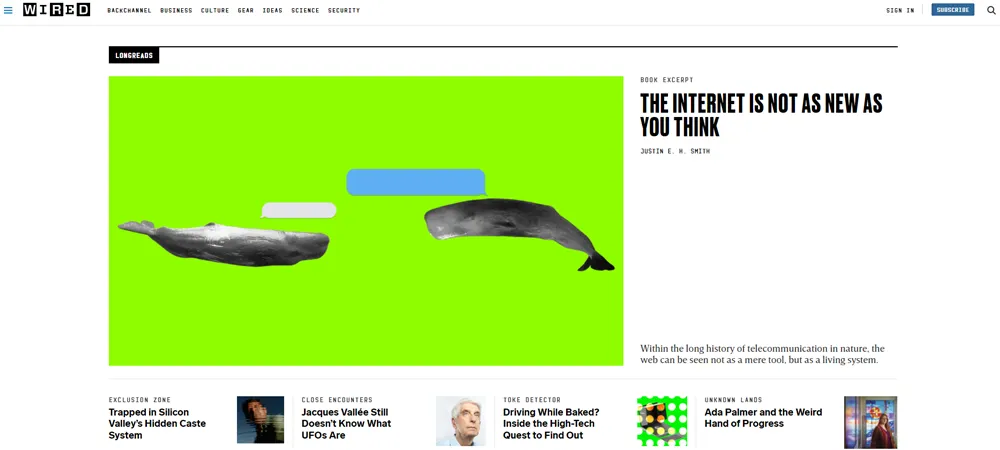 WIRED
BACKCHANNEL BUSINESS CULTURE GEAR IDEAS SCIENCE SECURITY
SIGN IN
SUBSCRIBE
LONGREADS
BOOK EXCERPT
THE INTERNET IS NOT AS NEW AS
YOU THINK
JUSTIN E. H. SMITH
Within the long history of telecommunication in nature, the
web can be seen not as a mere tool, but as a living system.
EXCLUSION ZONE
Trapped in Silicon
Valley's Hidden Caste
System
CLOSE ENCOUNTERS
Jacques Vallée Still
Doesn't Know What
UFOs Are
TOKE DETECTOR
Driving While Baked?
Inside the High-Tech
Quest to Find Out
UNKNOWN LANDS
Ada Palmer and the Weird
Hand of Progress